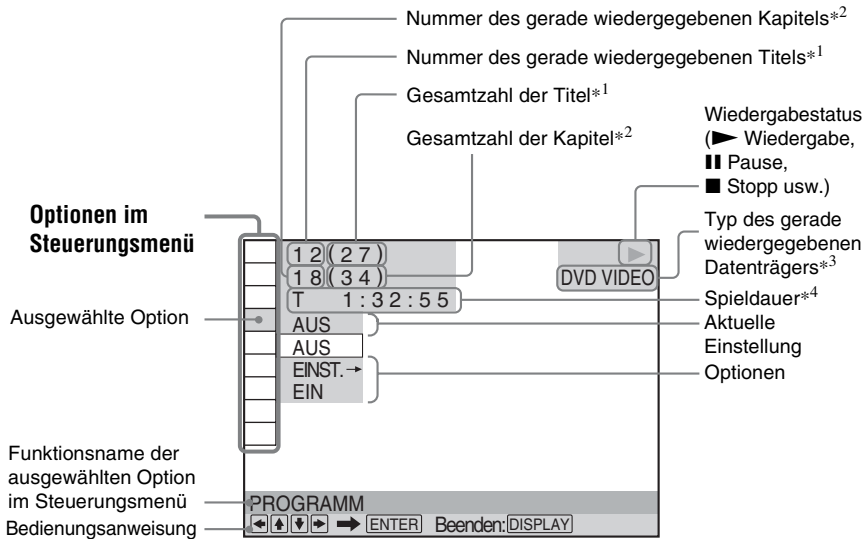 Nummer des gerade wiedergegebenen Kapitels*2
Nummer des gerade wiedergegebenen Titels*1
Gesamtzahl der Titel*1
Gesamtzahl der Kapitel*2
Wiedergabestatus
(► Wiedergabe,
❚❚ Pause,
■ Stopp usw.)
Typ des gerade
wiedergegebenen
Datenträgers*3
Spieldauer*4
Aktuelle
Einstellung
Optionen
Optionen im
Steuerungsmenü
Ausgewählte Option
Funktionsname der
ausgewählten Option
im Steuerungsmenü
Bedienungsanweisung
12(27)
18(34)
T 1:32:55
►
DVD VIDEO
AUS
AUS
EINST.→
EIN
PROGRAMM
←↑↓→ ➡ ENTER Beenden: DISPLAY